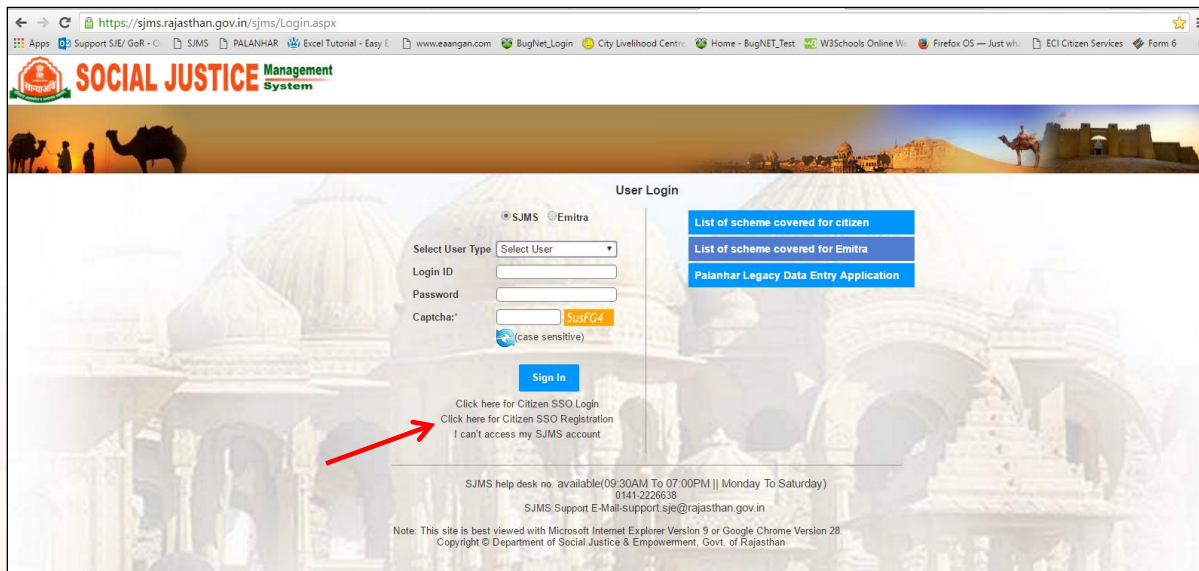 https://sjms.rajasthan.gov.in/sjms/Login.aspx
Apps Support SJE/ GoR - O SJMS PALANHAR Excel Tutorial - Easy E www.eaangan.com BugNet_Login City Livelihood Centre Home - BugNET_Test W3Schools Online We Firefox OS — Just wh ECI Citizen Services Form 6
SOCIAL JUSTICE Management System
User Login
SJMS Emitra
Select User Type Select User
Login ID
Password
Captcha:* 5usFG4
(case sensitive)
Sign In
Click here for Citizen SSO Login
Click here for Citizen SSO Registration
I can't access my SJMS account
List of scheme covered for citizen
List of scheme covered for Emitra
Palanhar Legacy Data Entry Application
SJMS help desk no. available(09:30AM To 07:00PM || Monday To Saturday)
0141-2226638
SJMS Support E-Mail-support.sje@rajasthan.gov.in
Note: This site is best viewed with Microsoft Internet Explorer Version 9 or Google Chrome Version 28.
Copyright © Department of Social Justice & Empowerment, Govt. of Rajasthan